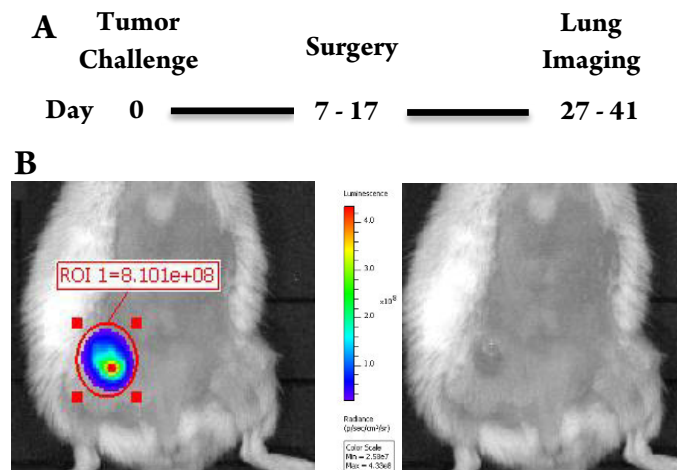 A
Tumor
Challenge
Surgery
Lung
Imaging
Day 0 7 - 17 27 - 41
B
Luminescence
ROI 1=8.101e+08
4.0
3.0
x10⁸
2.0
1.0
Radiance
(p/sec/cm²/sr)
Color Scale
Min = 2.58e7
Max = 4.33e8